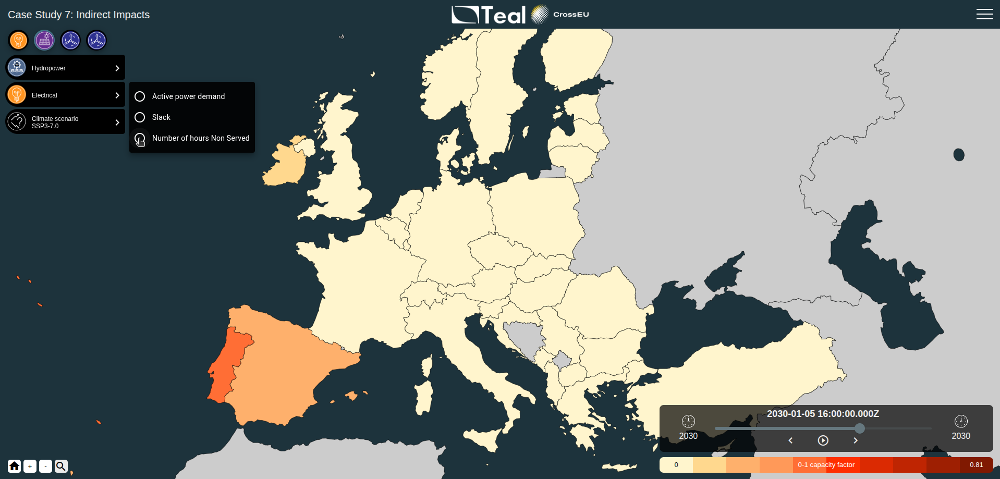 Case Study 7: Indirect Impacts
Teal
CrossEU
Hydropower
Electrical
Climate scenario
SSP3-7.0
Active power demand
Slack
Number of hours Non Served
2030-01-05 16:00:00.000Z
2030
2030
0
0-1 capacity factor
0.81
+
-